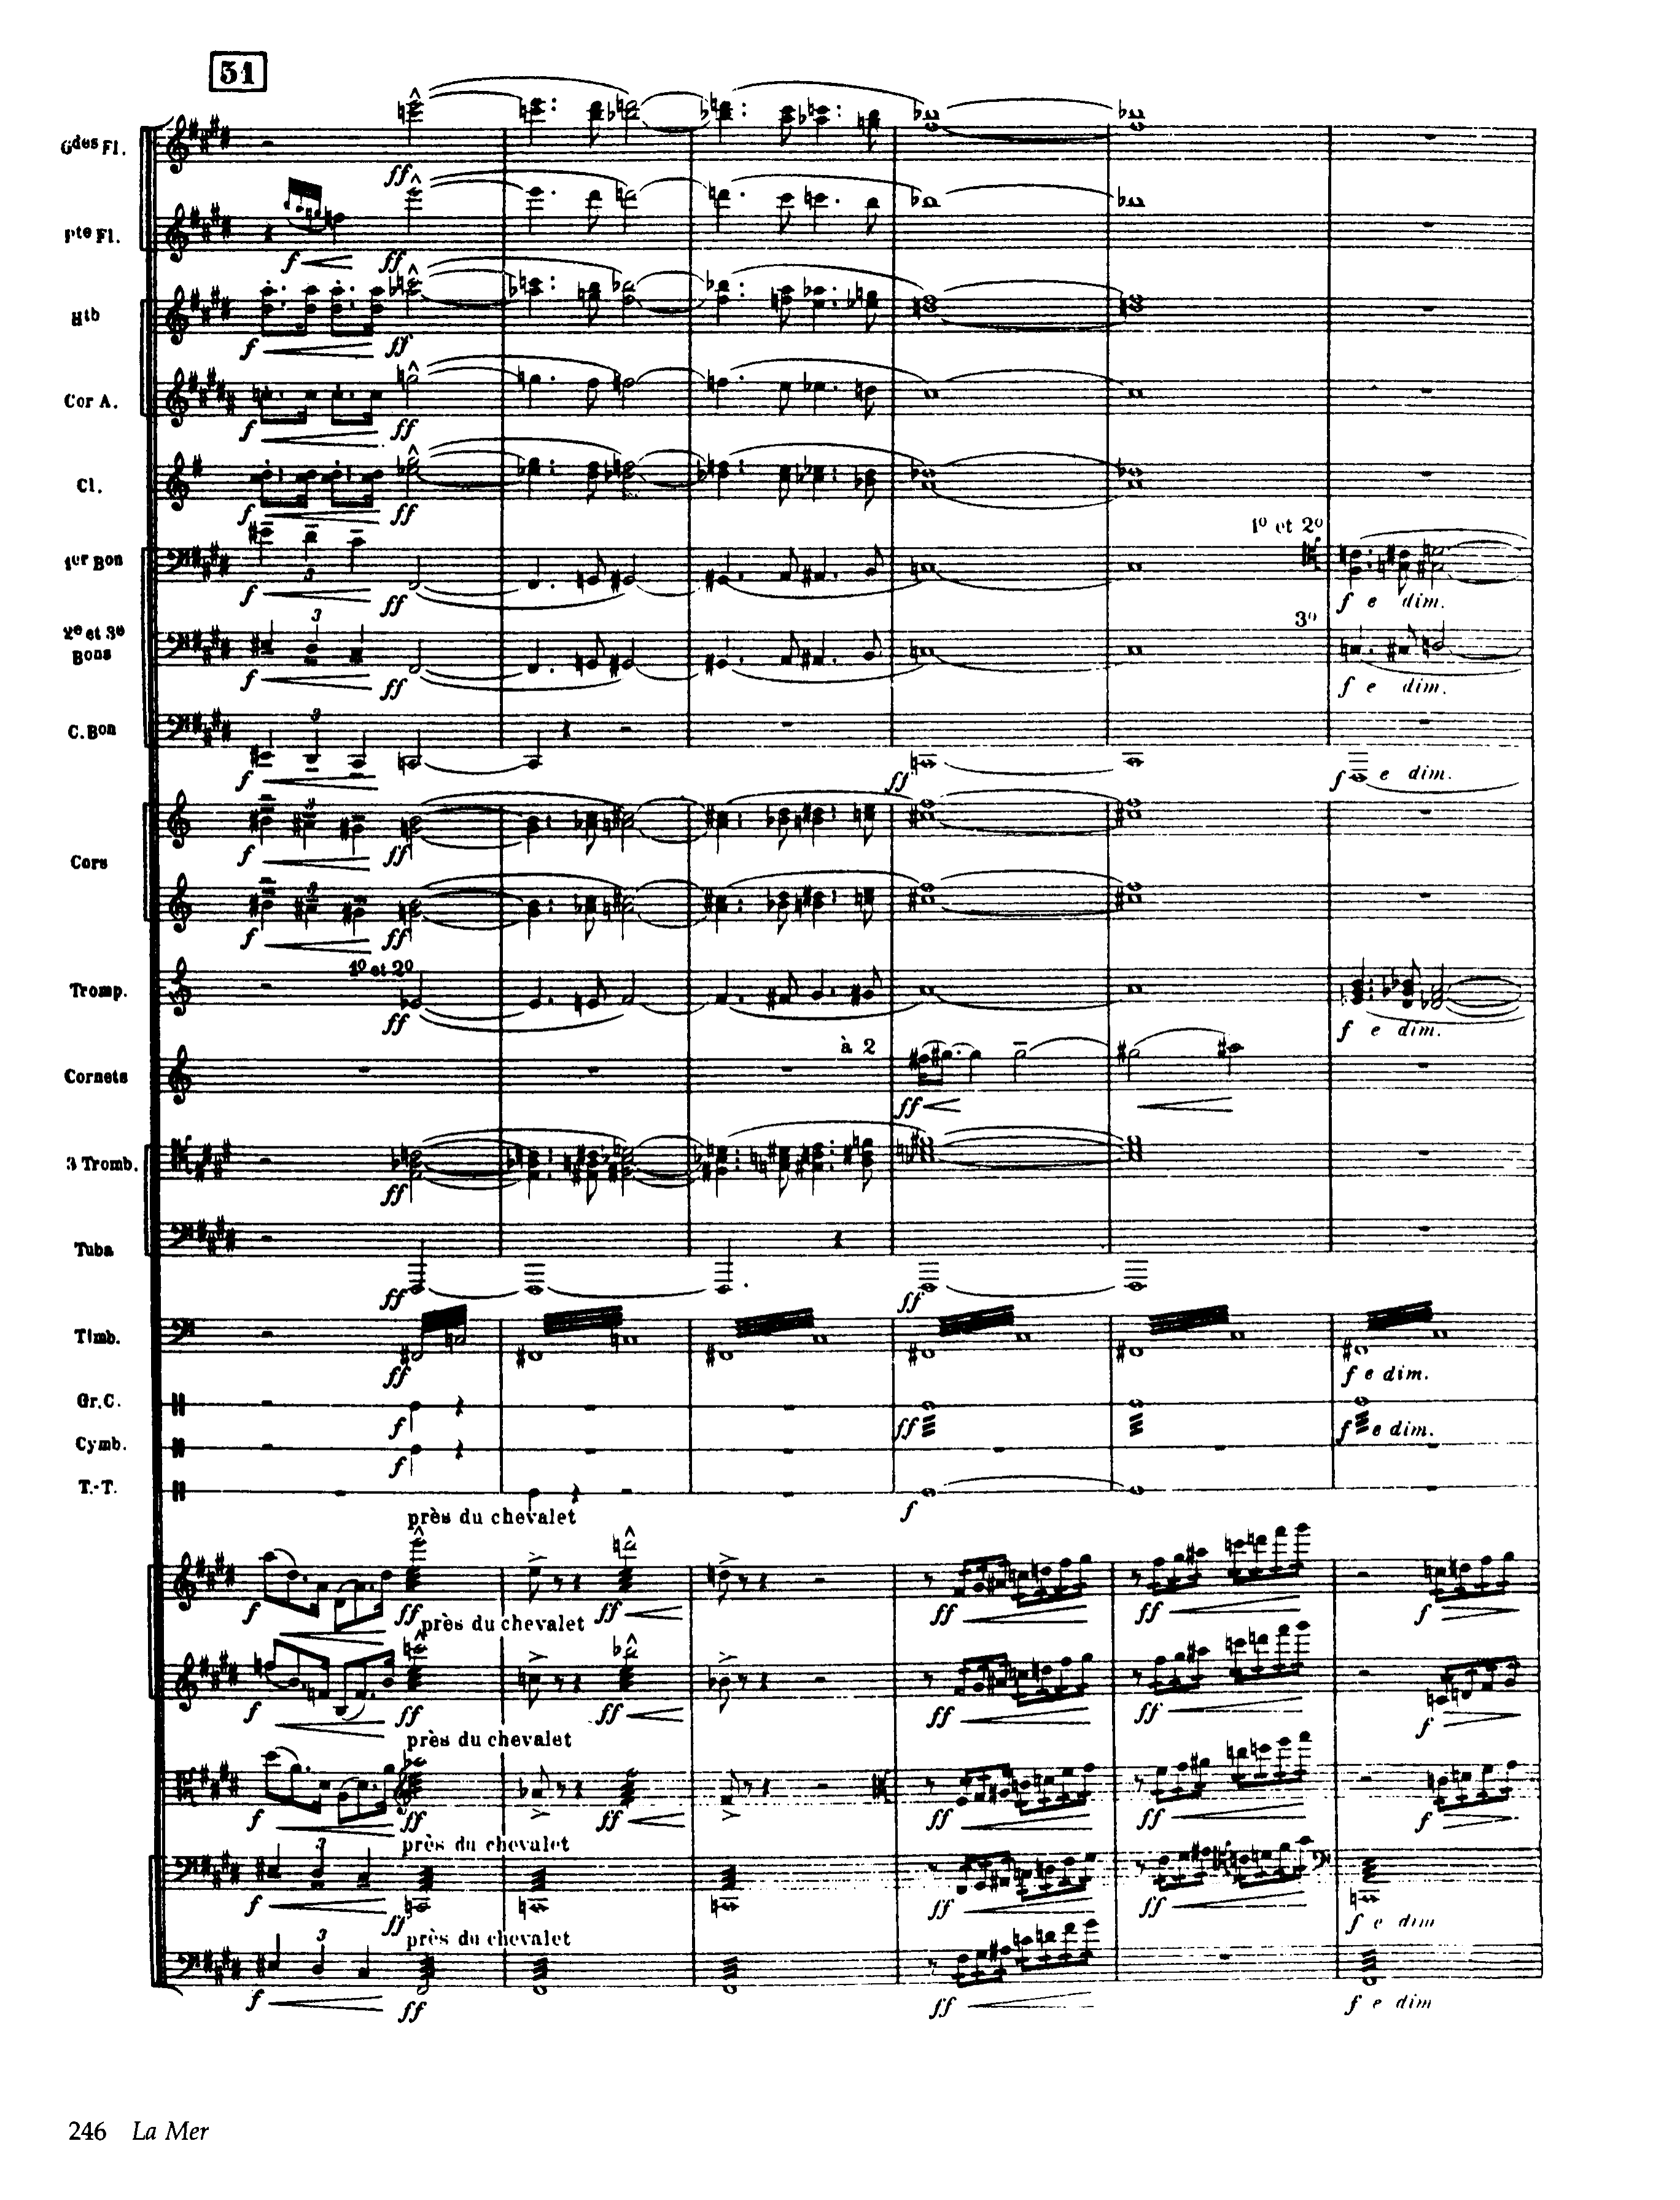 51
Gdes Fl.
ff
Pte Fl.
f ff
Htb
f ff
Cor A.
f ff
Cl.
f ff
1º et 2º
1er Bon
f 3 ff f e dim.
2e et 3e Bons
3 3º
f ff f e dim.
C. Bon
3
f ff f e dim.
Cors
3
f ff
3
f ff
1º et 2º
Tromp.
ff f e dim.
à 2
Cornets
ff
3 Tromb.
ff
Tuba
ff ff
Timb.
ff f e dim.
Gr. C.
f ff f e dim.
Cymb.
f
T.-T.
f
près du chevalet
f ff ff ff ff f
près du chevalet
f ff ff ff ff f
près du chevalet
f ff ff ff ff f
près du chevalet
3
f ff ff ff f e dim
près du chevalet
3
f ff ff f e dim
246 La Mer